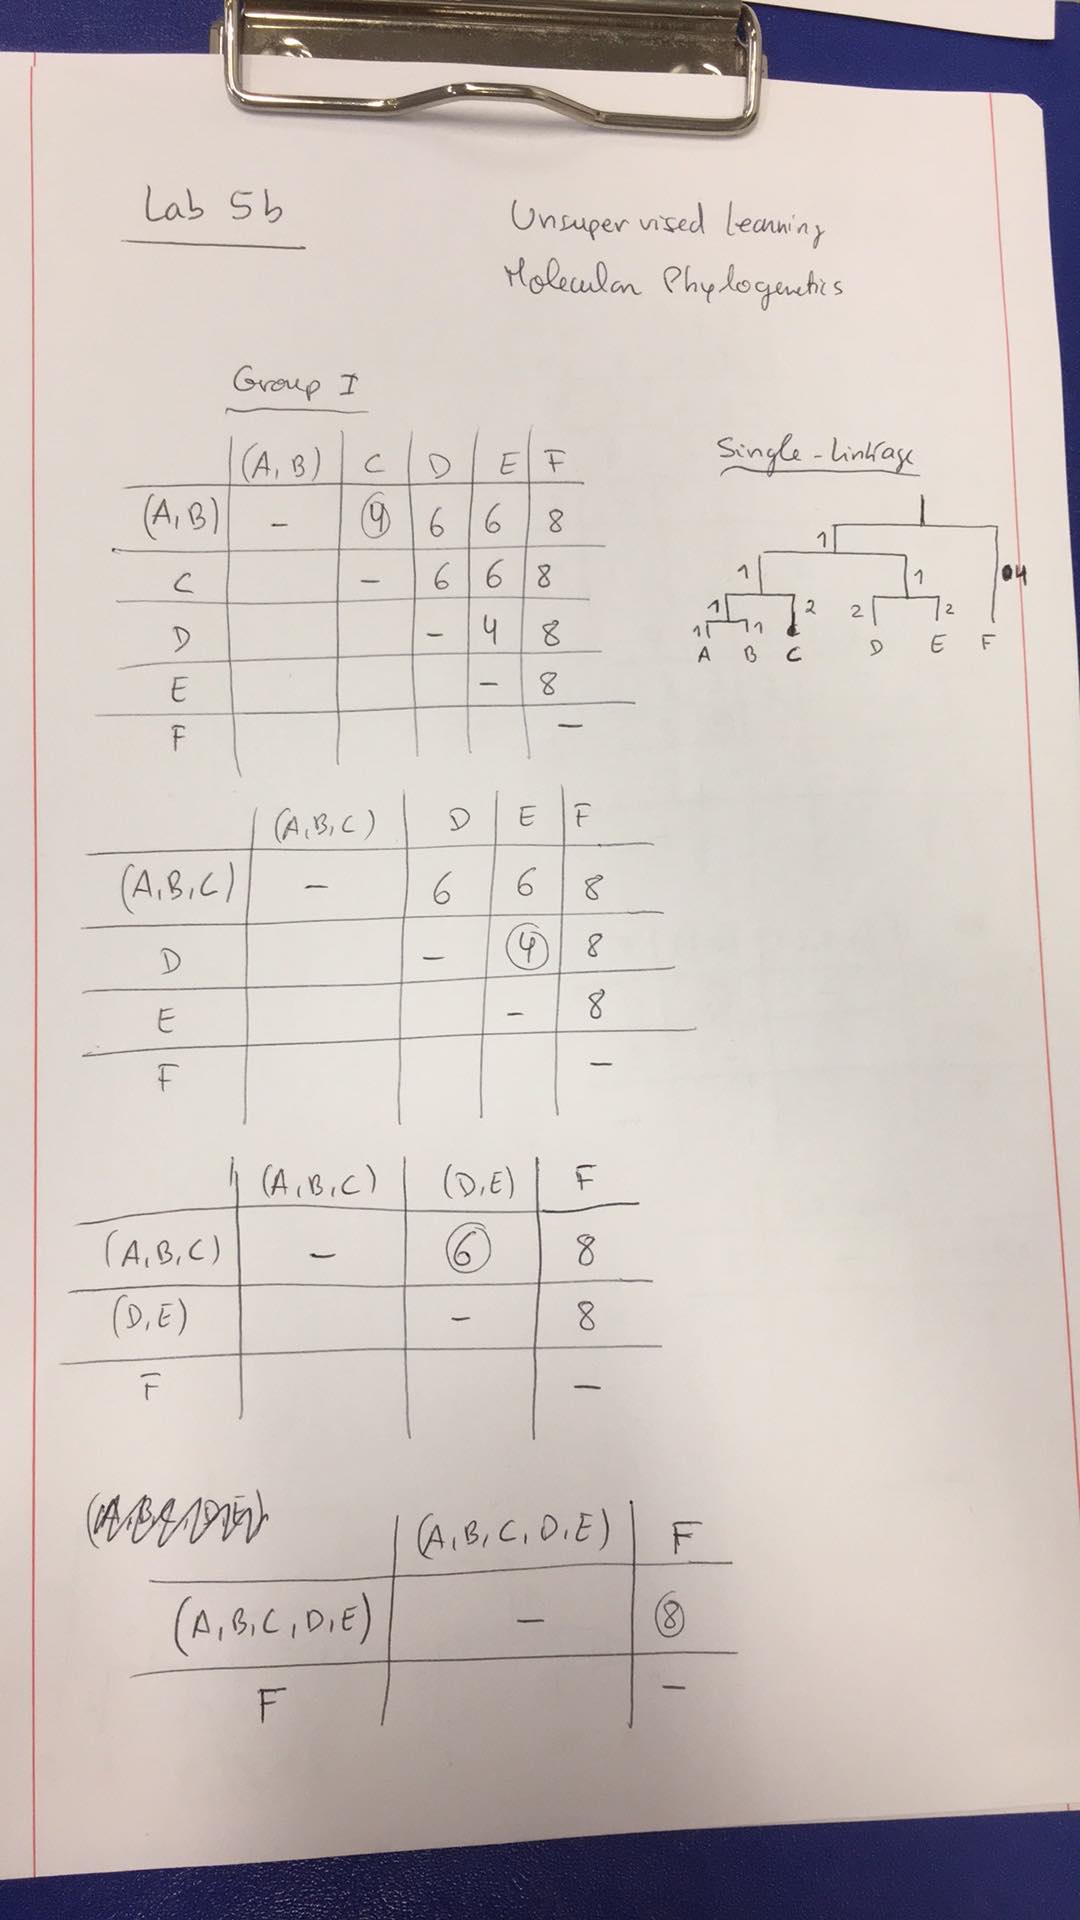 Lab 5b
Unsupervised Learning
Molecular Phylogenetics
Group I
(A, B) C D E F
(A, B) - 4 6 6 8
C - 6 6 8
D - 4 8
E - 8
F -
Single-Linkage
1
1 1 4
1 2 2 2
1 1
A B C D E F
(A, B, C) D E F
(A, B, C) - 6 6 8
D - 4 8
E - 8
F -
(A, B, C) (D, E) F
(A, B, C) - 6 8
(D, E) - 8
F -
(A, B, C, D, E) F
(A, B, C, D, E) - 8
F -